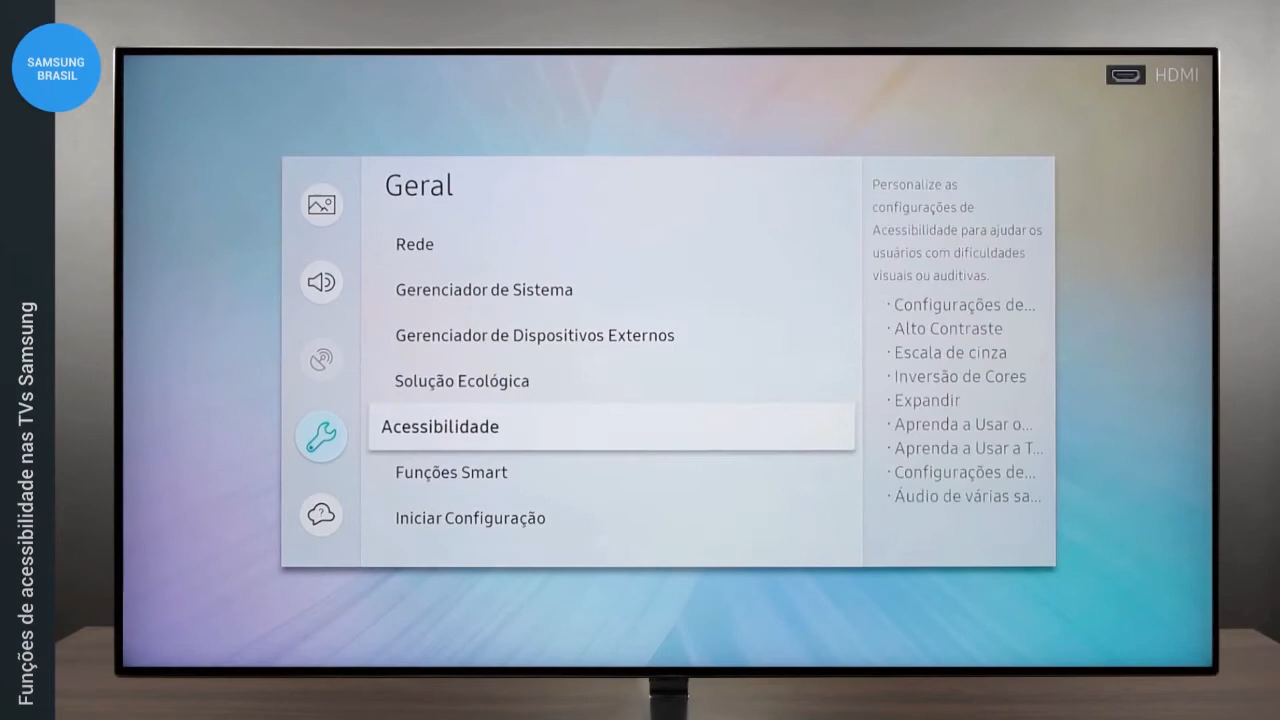 SAMSUNG
BRASIL
Funções de acessibilidade nas TVs Samsung
HDMI
Geral
Rede
Gerenciador de Sistema
Gerenciador de Dispositivos Externos
Solução Ecológica
Acessibilidade
Funções Smart
Iniciar Configuração
Personalize as
configurações de
Acessibilidade para ajudar os
usuários com dificuldades
visuais ou auditivas.
· Configurações de...
· Alto Contraste
· Escala de cinza
· Inversão de Cores
· Expandir
· Aprenda a Usar o...
· Aprenda a Usar a T...
· Configurações de...
· Áudio de várias sa...